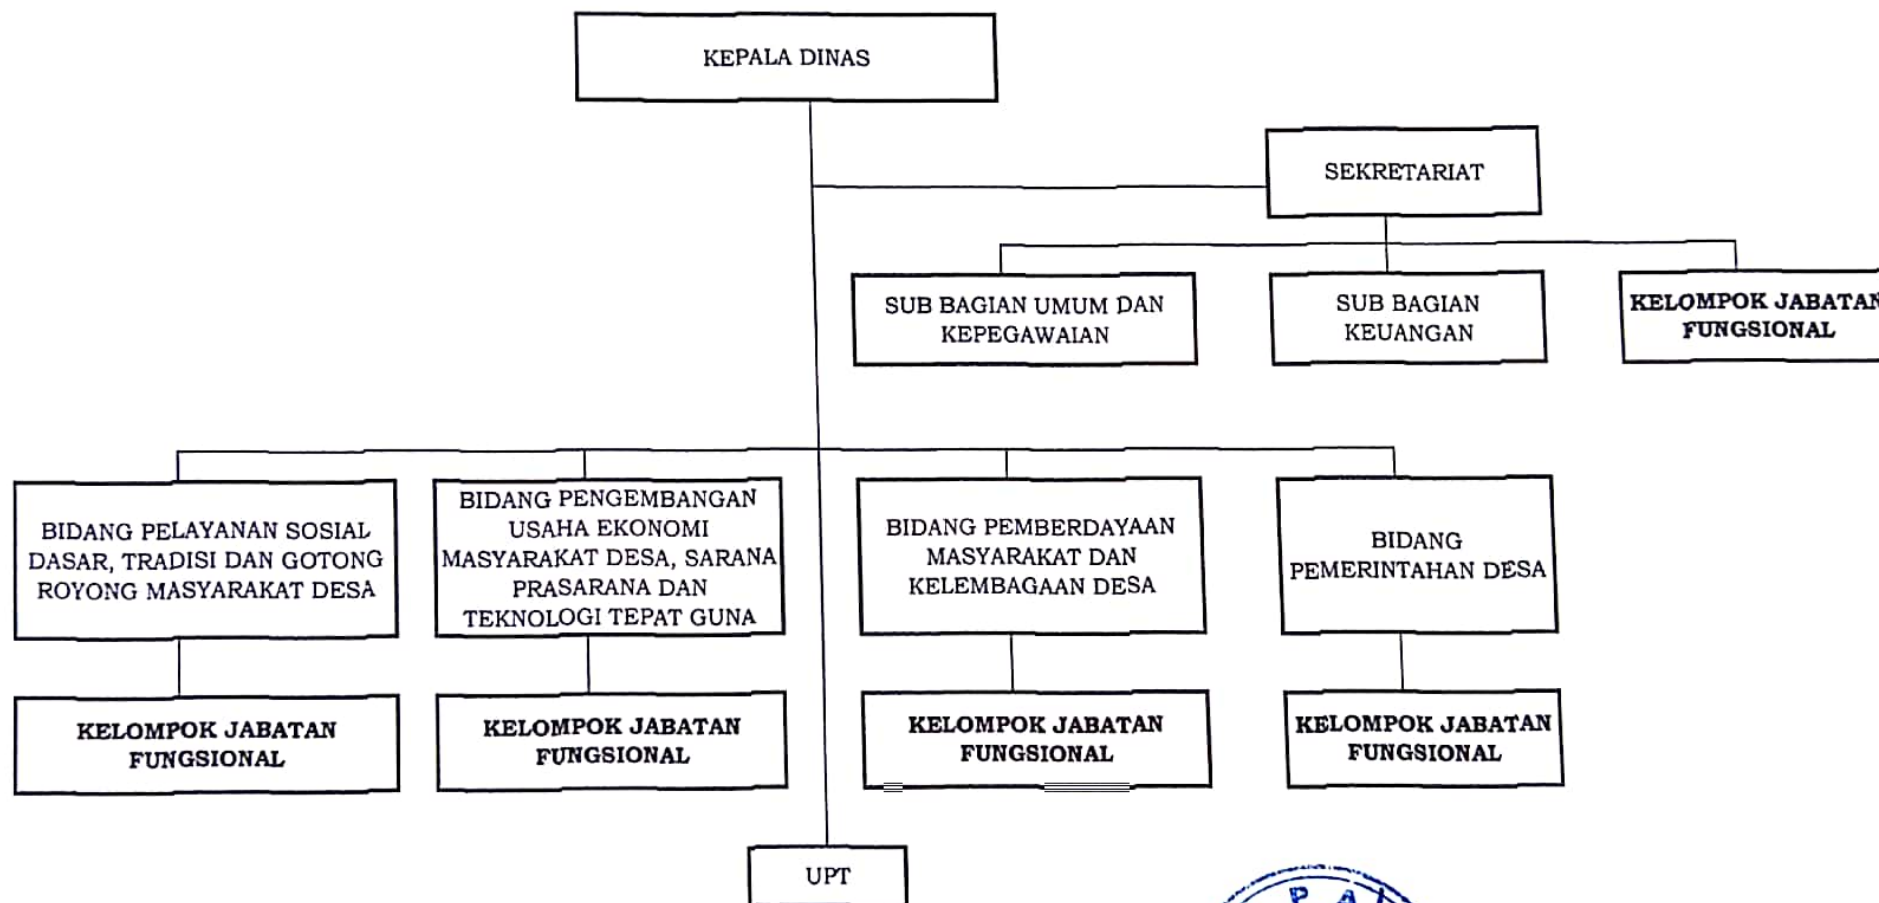 KEPALA DINAS
SEKRETARIAT
SUB BAGIAN UMUM DAN
KEPEGAWAIAN
SUB BAGIAN
KEUANGAN
KELOMPOK JABATAN
FUNGSIONAL
BIDANG PELAYANAN SOSIAL
DASAR, TRADISI DAN GOTONG
ROYONG MASYARAKAT DESA
BIDANG PENGEMBANGAN
USAHA EKONOMI
MASYARAKAT DESA, SARANA
PRASARANA DAN
TEKNOLOGI TEPAT GUNA
BIDANG PEMBERDAYAAN
MASYARAKAT DAN
KELEMBAGAAN DESA
BIDANG
PEMERINTAHAN DESA
KELOMPOK JABATAN
FUNGSIONAL
KELOMPOK JABATAN
FUNGSIONAL
KELOMPOK JABATAN
FUNGSIONAL
KELOMPOK JABATAN
FUNGSIONAL
UPT